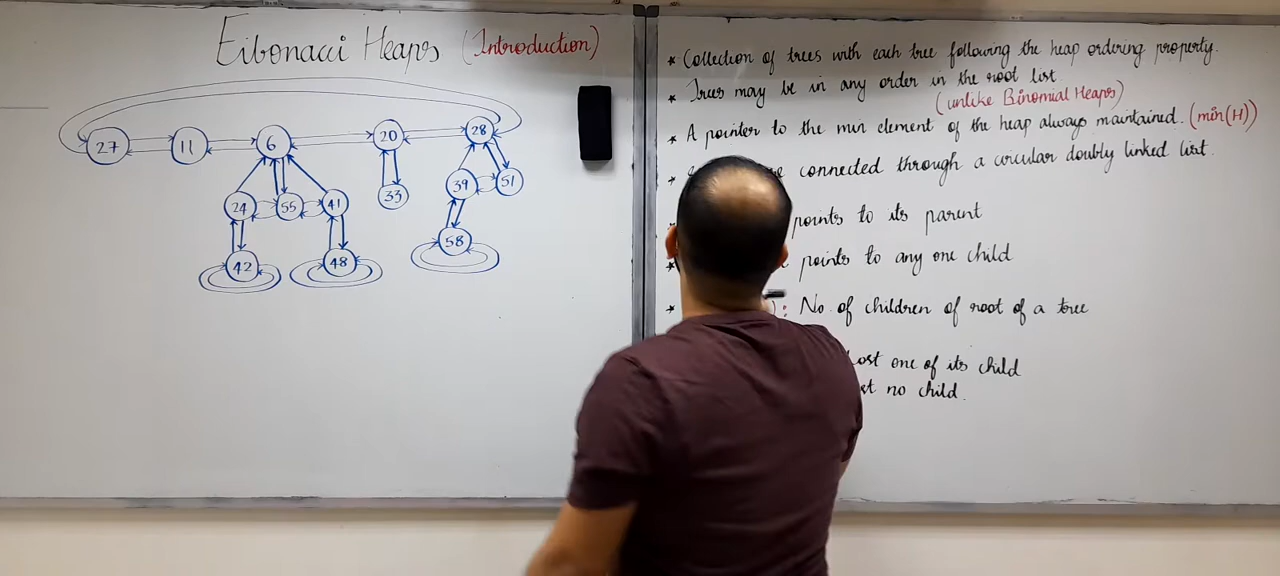 Fibonacci Heaps (Introduction)
27 11 6 20 28
24 55 41 33 39 51
42 48 58
* Collection of trees with each tree following the heap ordering property.
* Trees may be in any order in the root list
(unlike Binomial Heaps)
* A pointer to the min element of the heap always maintained. (min(H))
* connected through a circular doubly linked list.
points to its parent
* points to any one child
* : No. of children of root of a tree
lost one of its child
no child.